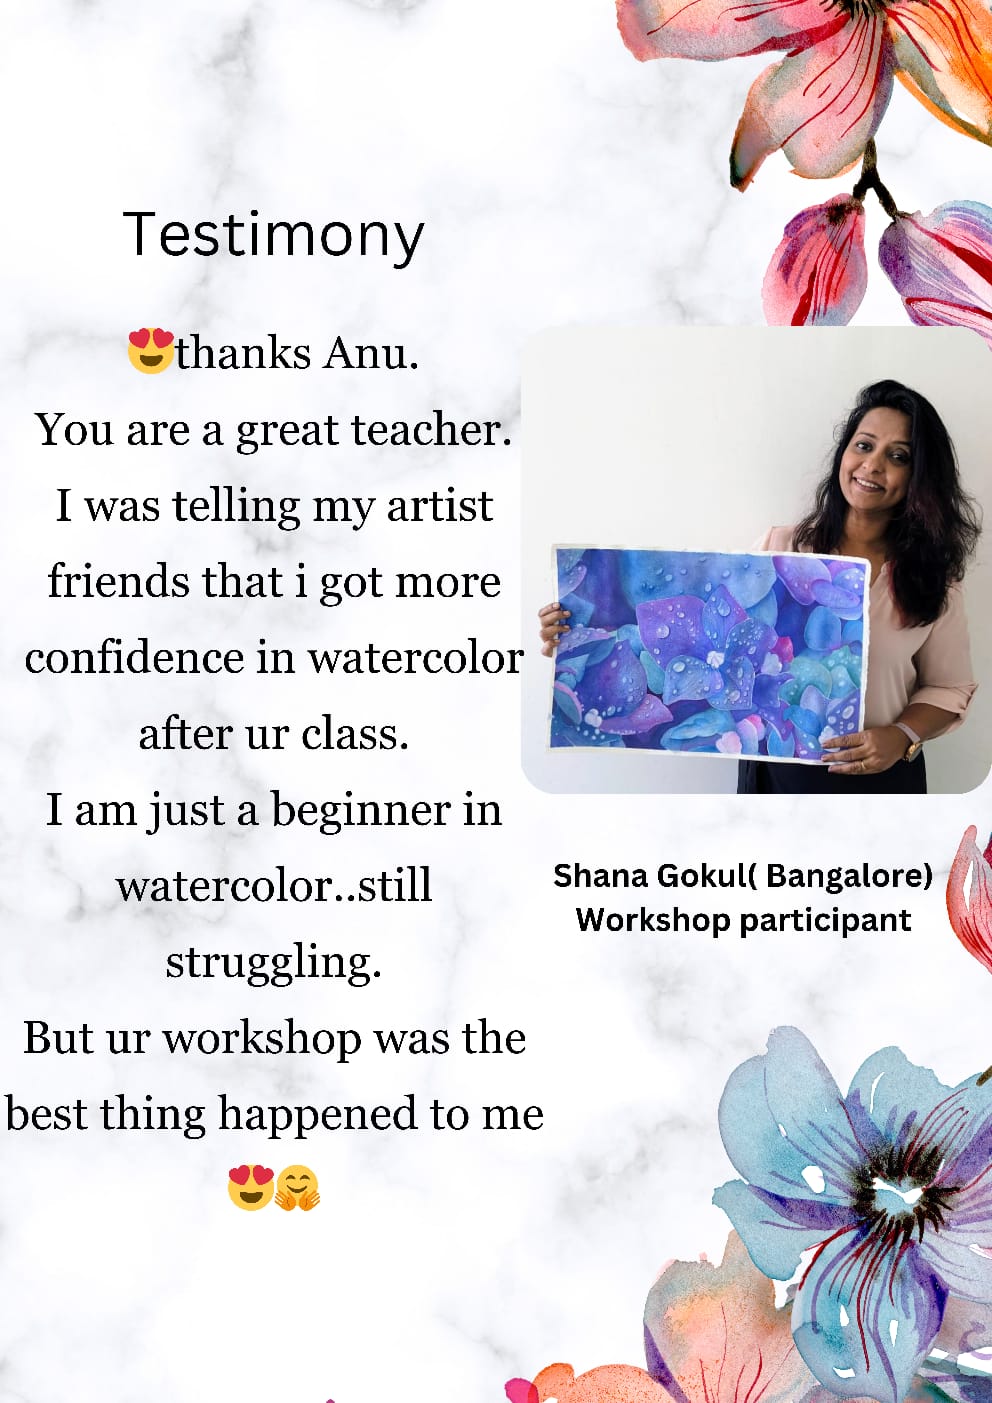 Testimony
😍thanks Anu.
You are a great teacher.
I was telling my artist
friends that i got more
confidence in watercolor
after ur class.
I am just a beginner in
watercolor..still
struggling.
But ur workshop was the
best thing happened to me
😍🤗
Shana Gokul( Bangalore)
Workshop participant